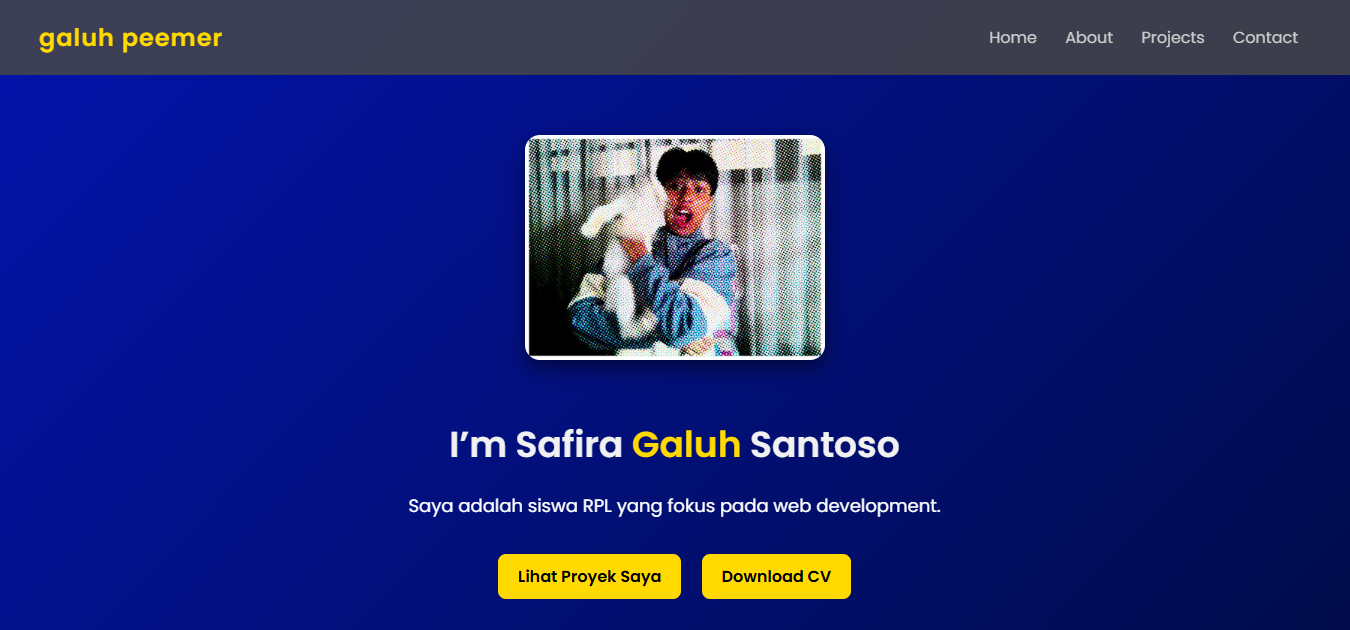 galuh peemer
Home About Projects Contact
I’m Safira Galuh Santoso
Saya adalah siswa RPL yang fokus pada web development.
Lihat Proyek Saya Download CV